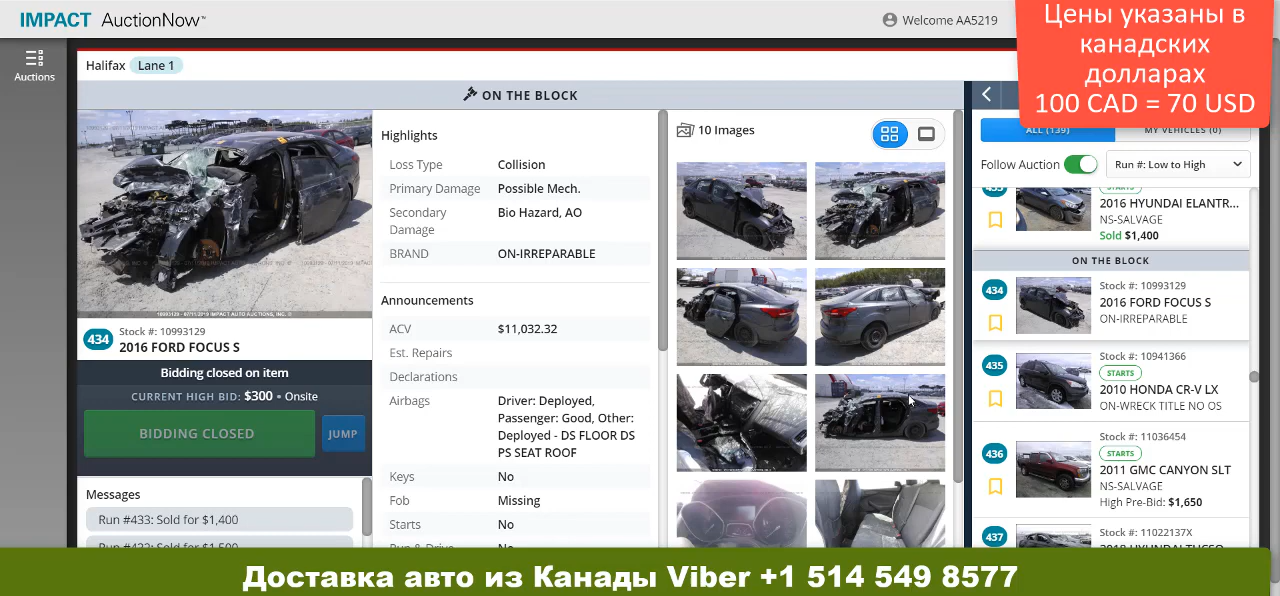 IMPACT AuctionNow™
Welcome AA5219
Цены указаны в
канадских
долларах
100 CAD = 70 USD
Auctions
Halifax Lane 1
ON THE BLOCK
434
Stock #: 10993129
2016 FORD FOCUS S
Bidding closed on item
CURRENT HIGH BID: $300 • Onsite
BIDDING CLOSED
JUMP
Messages
Run #433: Sold for $1,400
Highlights
Loss Type Collision
Primary Damage Possible Mech.
Secondary Damage Bio Hazard, AO
BRAND ON-IRREPARABLE
Announcements
ACV $11,032.32
Est. Repairs
Declarations
Airbags Driver: Deployed,
Passenger: Good, Other:
Deployed - DS FLOOR DS
PS SEAT ROOF
Keys No
Fob Missing
Starts No
10 Images
ALL (139)
MY VEHICLES (0)
Follow Auction
Run #: Low to High
433
STARTS
2016 HYUNDAI ELANTR...
NS-SALVAGE
Sold $1,400
ON THE BLOCK
434
Stock #: 10993129
2016 FORD FOCUS S
ON-IRREPARABLE
435
Stock #: 10941366
STARTS
2010 HONDA CR-V LX
ON-WRECK TITLE NO OS
436
Stock #: 11036454
STARTS
2011 GMC CANYON SLT
NS-SALVAGE
High Pre-Bid: $1,650
437
Stock #: 11022137X
Доставка авто из Канады Viber +1 514 549 8577